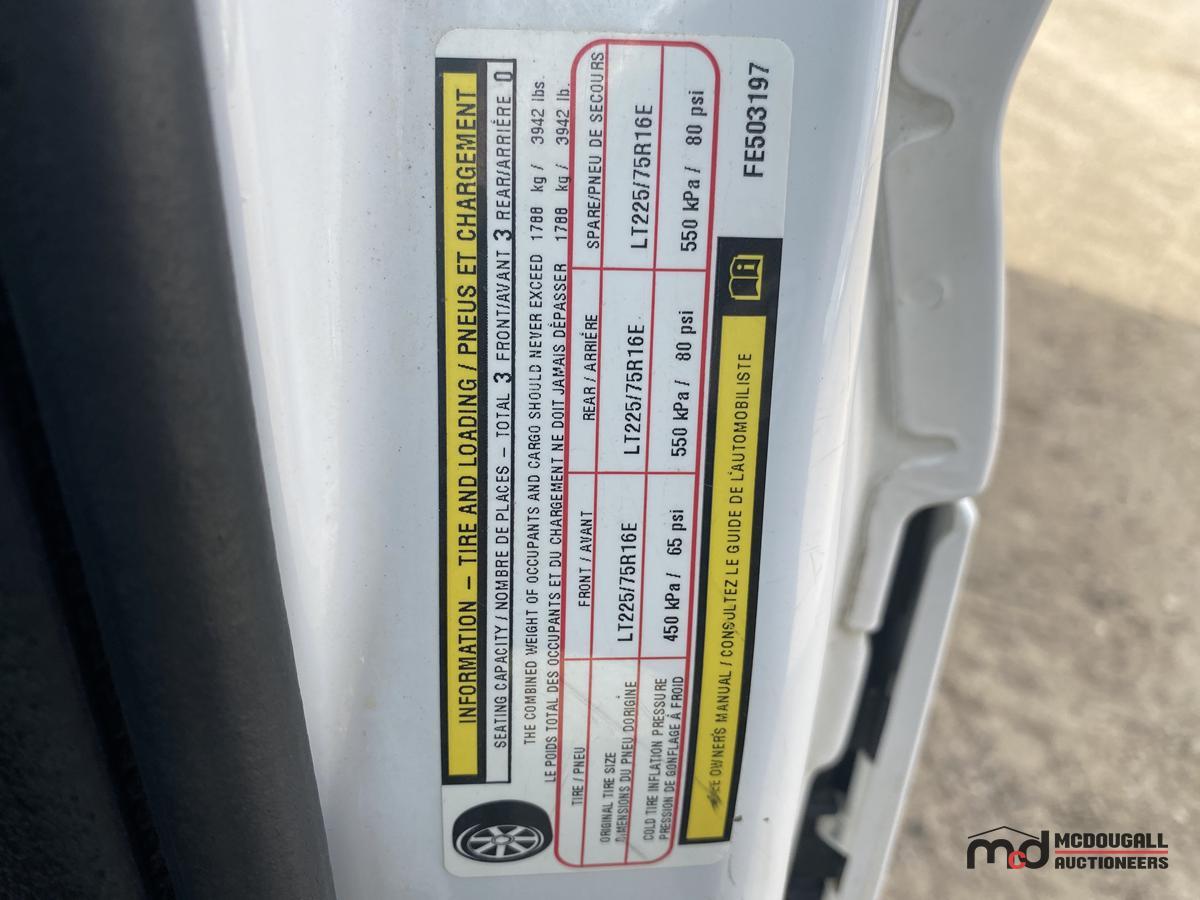 INFORMATION – TIRE AND LOADING / PNEUS ET CHARGEMENT
SEATING CAPACITY / NOMBRE DE PLACES – TOTAL 3 FRONT/AVANT 3 REAR/ARRIÈRE 0
THE COMBINED WEIGHT OF OCCUPANTS AND CARGO SHOULD NEVER EXCEED 1788 kg / 3942 lbs.
LE POIDS TOTAL DES OCCUPANTS ET DU CHARGEMENT NE DOIT JAMAIS DÉPASSER 1788 kg / 3942 lb.
TIRE / PNEU FRONT / AVANT REAR / ARRIÈRE SPARE/PNEU DE SECOURS
ORIGINAL TIRE SIZE
DIMENSIONS DU PNEU D'ORIGINE
LT225/75R16E LT225/75R16E LT225/75R16E
COLD TIRE INFLATION PRESSURE
PRESSION DE GONFLAGE À FROID
450 kPa / 65 psi 550 kPa / 80 psi 550 kPa / 80 psi
SEE OWNER'S MANUAL / CONSULTEZ LE GUIDE DE L'AUTOMOBILISTE
FE503197
mcd MCDOUGALL
AUCTIONEERS